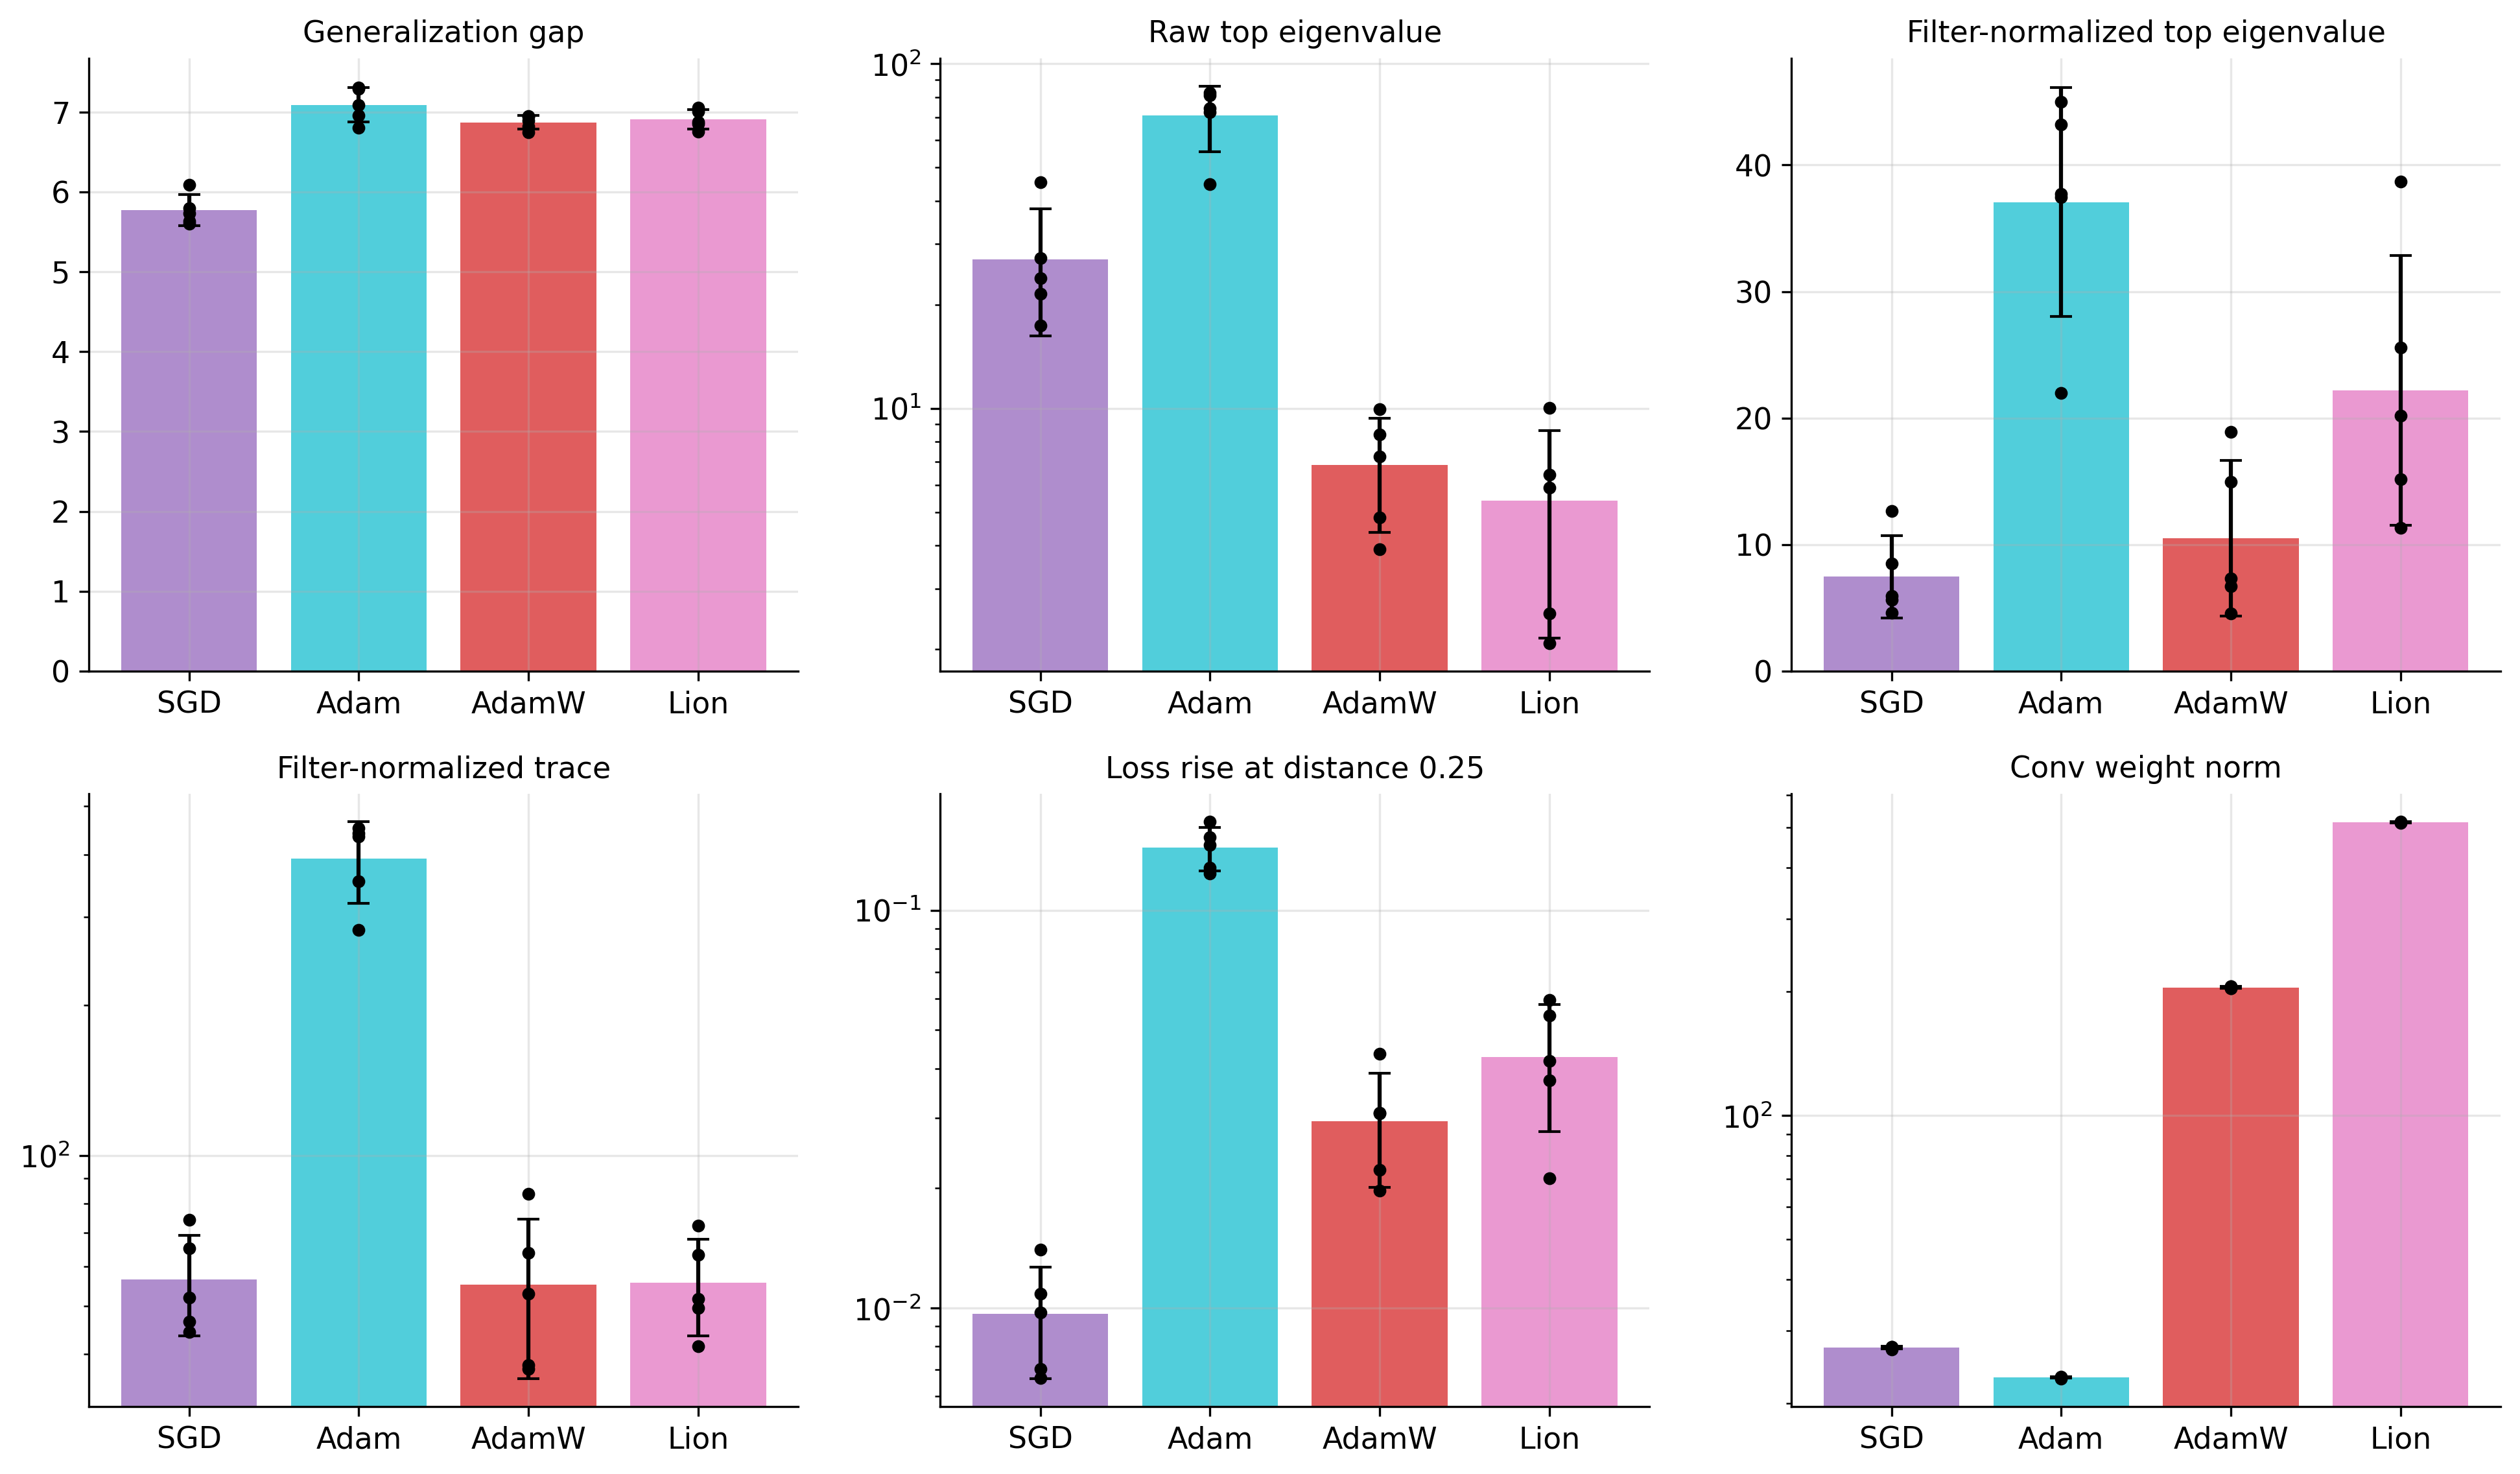 Generalization gap
7
6
5
4
3
2
1
0
SGD Adam AdamW Lion
Raw top eigenvalue
10²
10¹
SGD Adam AdamW Lion
Filter-normalized top eigenvalue
40
30
20
10
0
SGD Adam AdamW Lion
Filter-normalized trace
10²
SGD Adam AdamW Lion
Loss rise at distance 0.25
10⁻¹
10⁻²
SGD Adam AdamW Lion
Conv weight norm
10²
SGD Adam AdamW Lion